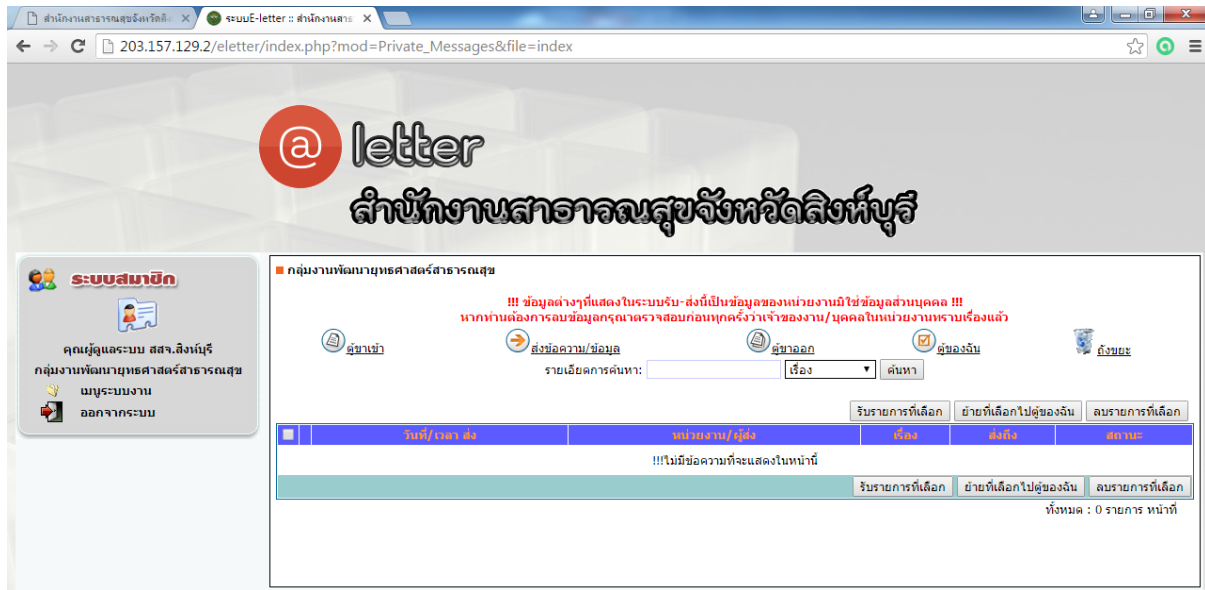 สำนักงานสาธารณสุขจังหวัดสิง
ระบบE-letter :: สำนักงานสาธ
203.157.129.2/eletter/index.php?mod=Private_Messages&file=index
@ letter
สำนักงานสาธารณสุขจังหวัดสิงห์บุรี
ระบบสมาชิก
คุณผู้ดูแลระบบ สสจ.สิงห์บุรี
กลุ่มงานพัฒนายุทธศาสตร์สาธารณสุข
เมนูระบบงาน
ออกจากระบบ
กลุ่มงานพัฒนายุทธศาสตร์สาธารณสุข
!!! ข้อมูลต่างๆที่แสดงในระบบรับ-ส่งนี้เป็นข้อมูลของหน่วยงานมิใช่ข้อมูลส่วนบุคคล !!!
หากท่านต้องการลบข้อมูลกรุณาตรวจสอบก่อนทุกครั้งว่าเจ้าของงาน/บุคคลในหน่วยงานทราบเรื่องแล้ว
ตู้ขาเข้า ส่งข้อความ/ข้อมูล ตู้ขาออก ตู้ของฉัน ถังขยะ
รายเอียดการค้นหา: เรื่อง ค้นหา
รับรายการที่เลือก ย้ายที่เลือกไปตู้ของฉัน ลบรายการที่เลือก
วันที่/เวลา ส่ง หน่วยงาน/ผู้ส่ง เรื่อง ส่งถึง สถานะ
!!!ไม่มีข้อความที่จะแสดงในหน้านี้
รับรายการที่เลือก ย้ายที่เลือกไปตู้ของฉัน ลบรายการที่เลือก
ทั้งหมด : 0 รายการ หน้าที่